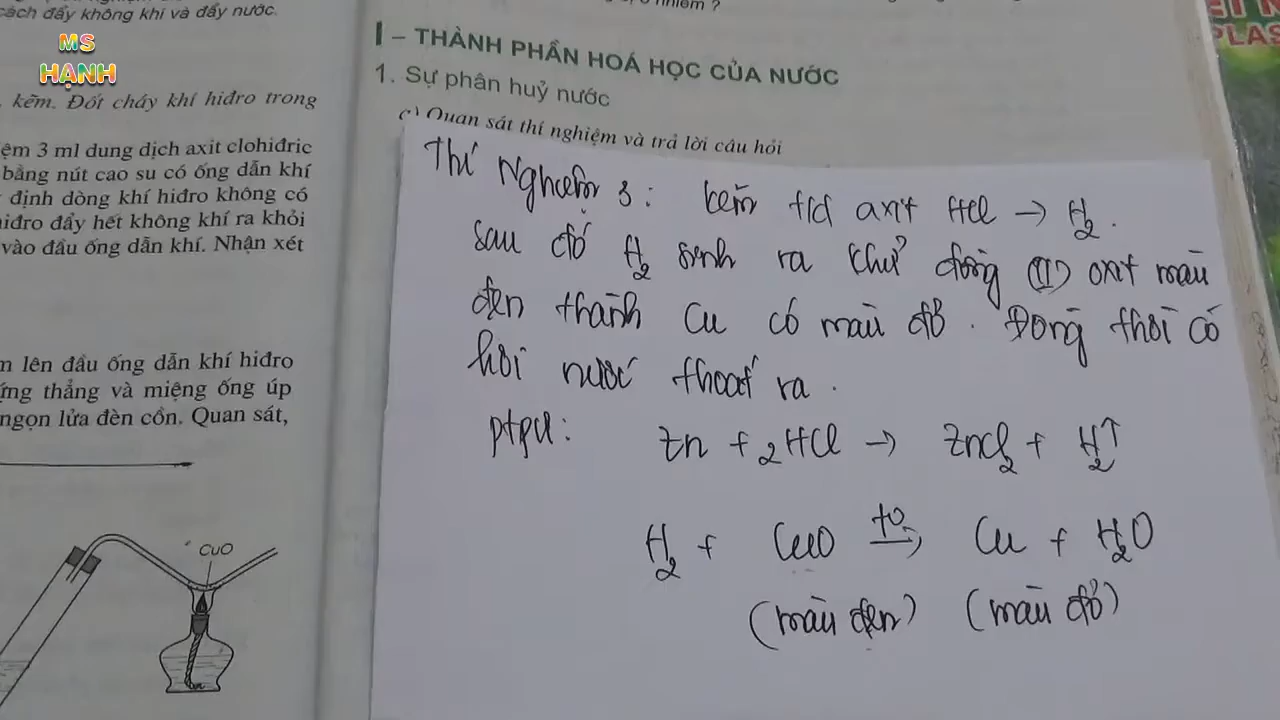 cách đẩy không khí và đẩy nước.
MS
HẠNH
kẽm. Đốt cháy khí hiđro trong
3 ml dung dịch axit clohiđric
bằng nút cao su có ống dẫn khí
định dòng khí hiđro không có
đẩy hết không khí ra khỏi
vào đầu ống dẫn khí. Nhận xét
lên đầu ống dẫn khí hiđro
thẳng và miệng ống úp
ngọn lửa đèn cồn. Quan sát,
CuO
I – THÀNH PHẦN HOÁ HỌC CỦA NƯỚC
1. Sự phân huỷ nước
Quan sát thí nghiệm và trả lời câu hỏi
Thí Nghiệm 3: kẽm t/d axit HCl → H2.
sau đó H2 sinh ra khử đồng (II) oxit màu
đen thành Cu có màu đỏ. Đồng thời có
hơi nước thoát ra.
ptpư: Zn + 2HCl → ZnCl2 + H2↑
H2 + CuO t0→ Cu + H2O
(màu đen) (màu đỏ)
PLAS